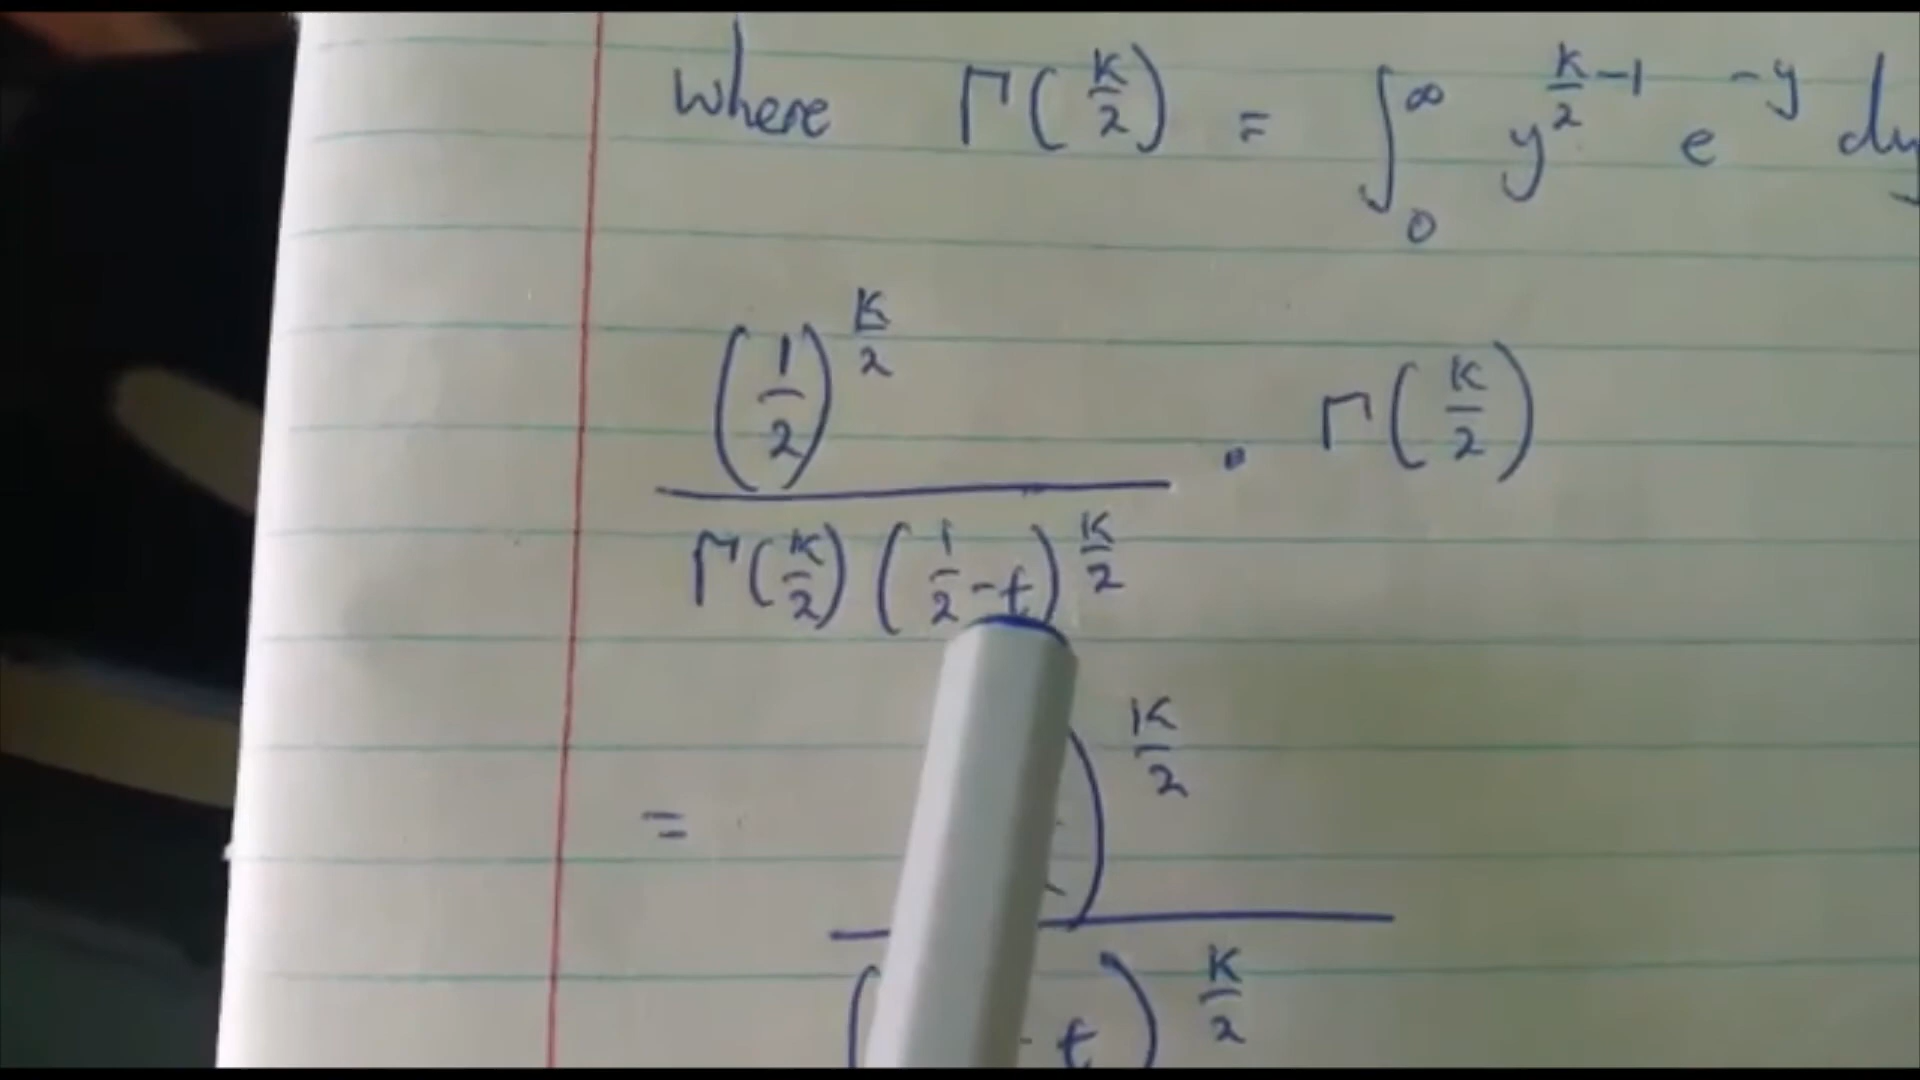 where Γ(k/2) = ∫₀^∞ y^(k/2 -1) e^(-y) dy
(1/2)^(k/2) / Γ(k/2) (1/2 - t)^(k/2) . Γ(k/2)
= )^(k/2) / ( - t)^(k/2)